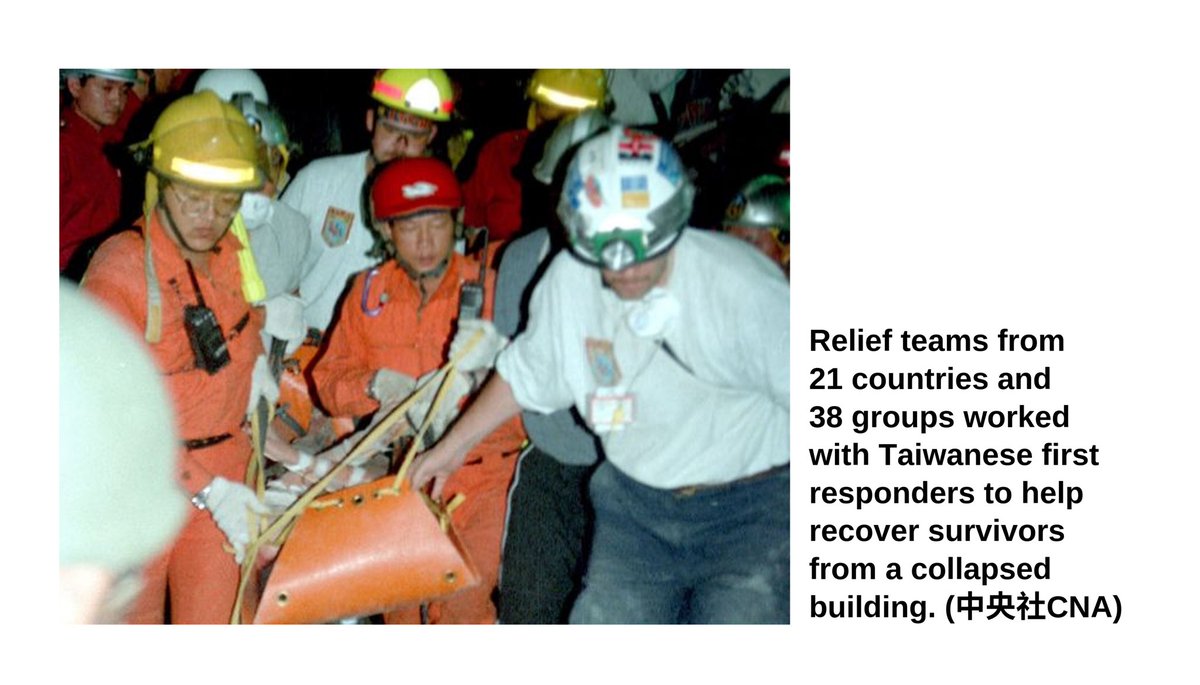 Relief teams from
21 countries and
38 groups worked
with Taiwanese first
responders to help
recover survivors
from a collapsed
building. (中央社CNA)